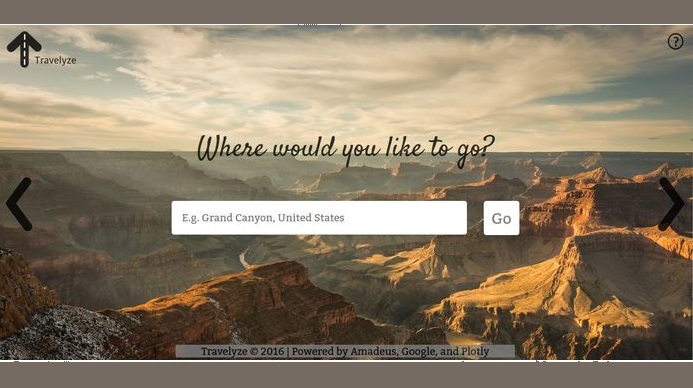 Travelyze
?
Where would you like to go?
E.g. Grand Canyon, United States
Go
Travelyze © 2016 | Powered by Amadeus, Google, and Plotly